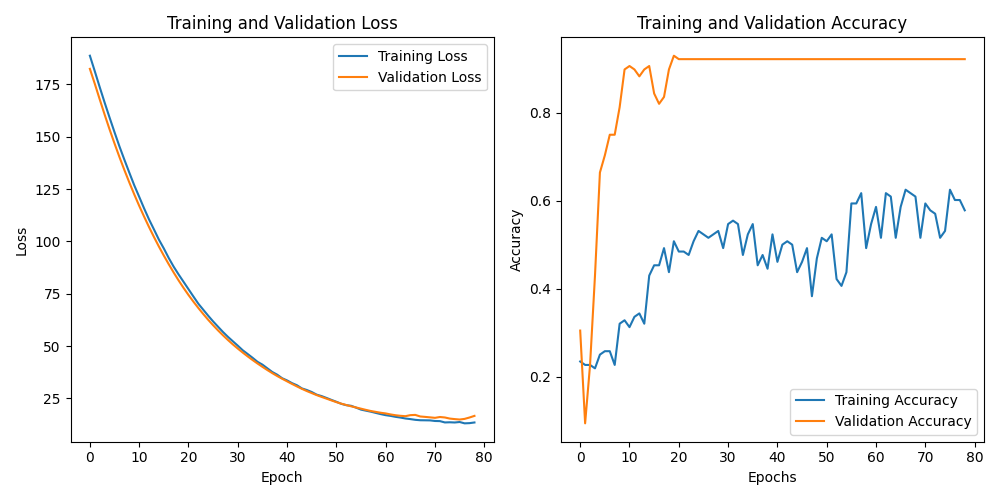 Training and Validation Loss
Training Loss
Validation Loss
175
150
125
100
75
50
25
Loss
0 10 20 30 40 50 60 70 80
Epoch
Training and Validation Accuracy
0.8
0.6
0.4
0.2
Accuracy
Training Accuracy
Validation Accuracy
0 10 20 30 40 50 60 70 80
Epochs